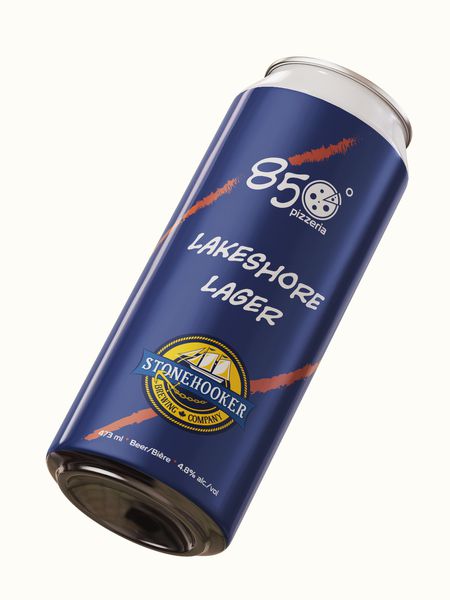 850°
pizzeria
LAKESHORE
LAGER
STONEHOOKER
BREWING COMPANY
473 ml * Beer/Bière * 4.8% alc./vol